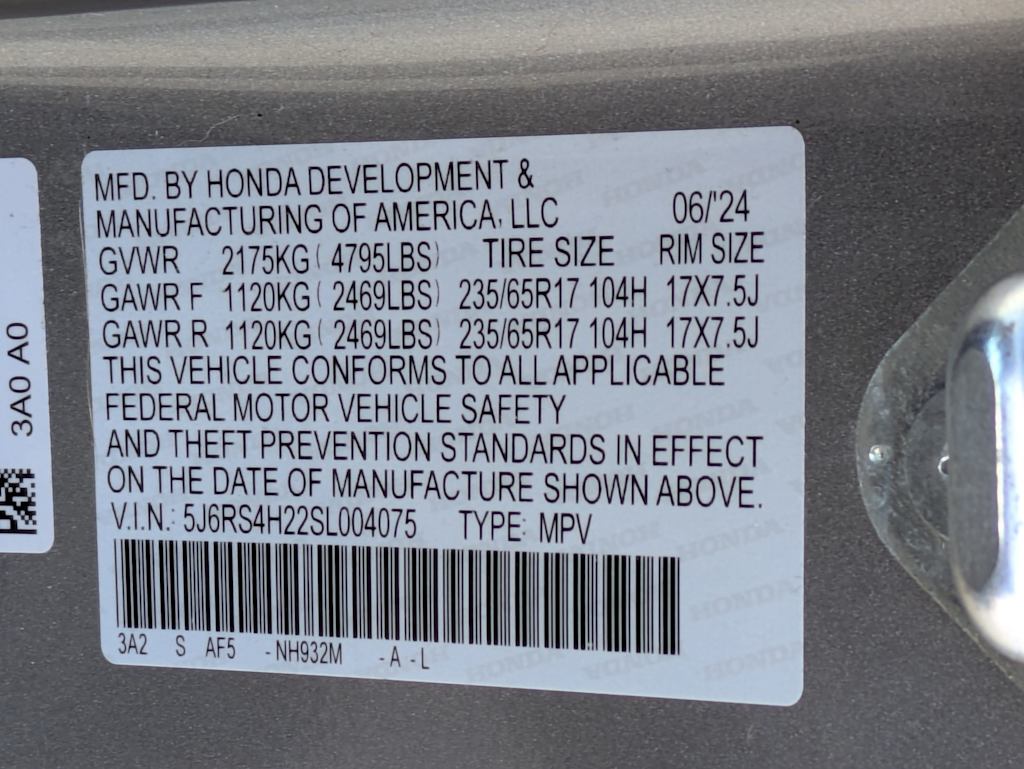 MFD. BY HONDA DEVELOPMENT &
MANUFACTURING OF AMERICA, LLC 06/'24
GVWR 2175KG ( 4795LBS) TIRE SIZE RIM SIZE
GAWR F 1120KG ( 2469LBS) 235/65R17 104H 17X7.5J
GAWR R 1120KG ( 2469LBS) 235/65R17 104H 17X7.5J
THIS VEHICLE CONFORMS TO ALL APPLICABLE
FEDERAL MOTOR VEHICLE SAFETY
AND THEFT PREVENTION STANDARDS IN EFFECT
ON THE DATE OF MANUFACTURE SHOWN ABOVE.
V.I.N.: 5J6RS4H22SL004075 TYPE: MPV
3A2 S AF5 -NH932M -A -L
3A0 A0